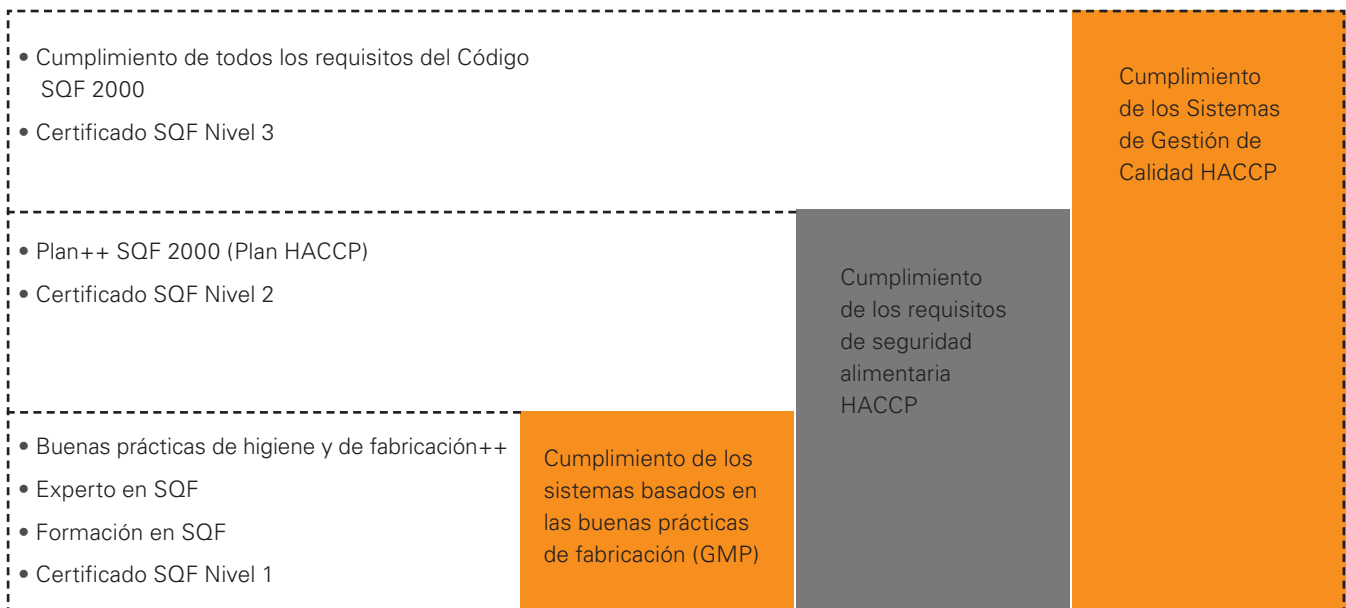 • Cumplimiento de todos los requisitos del Código
SQF 2000
• Certificado SQF Nivel 3
Cumplimiento
de los Sistemas
de Gestión de
Calidad HACCP
• Plan++ SQF 2000 (Plan HACCP)
• Certificado SQF Nivel 2
Cumplimiento
de los requisitos
de seguridad
alimentaria
HACCP
• Buenas prácticas de higiene y de fabricación++
• Experto en SQF
• Formación en SQF
• Certificado SQF Nivel 1
Cumplimiento de los
sistemas basados en
las buenas prácticas
de fabricación (GMP)